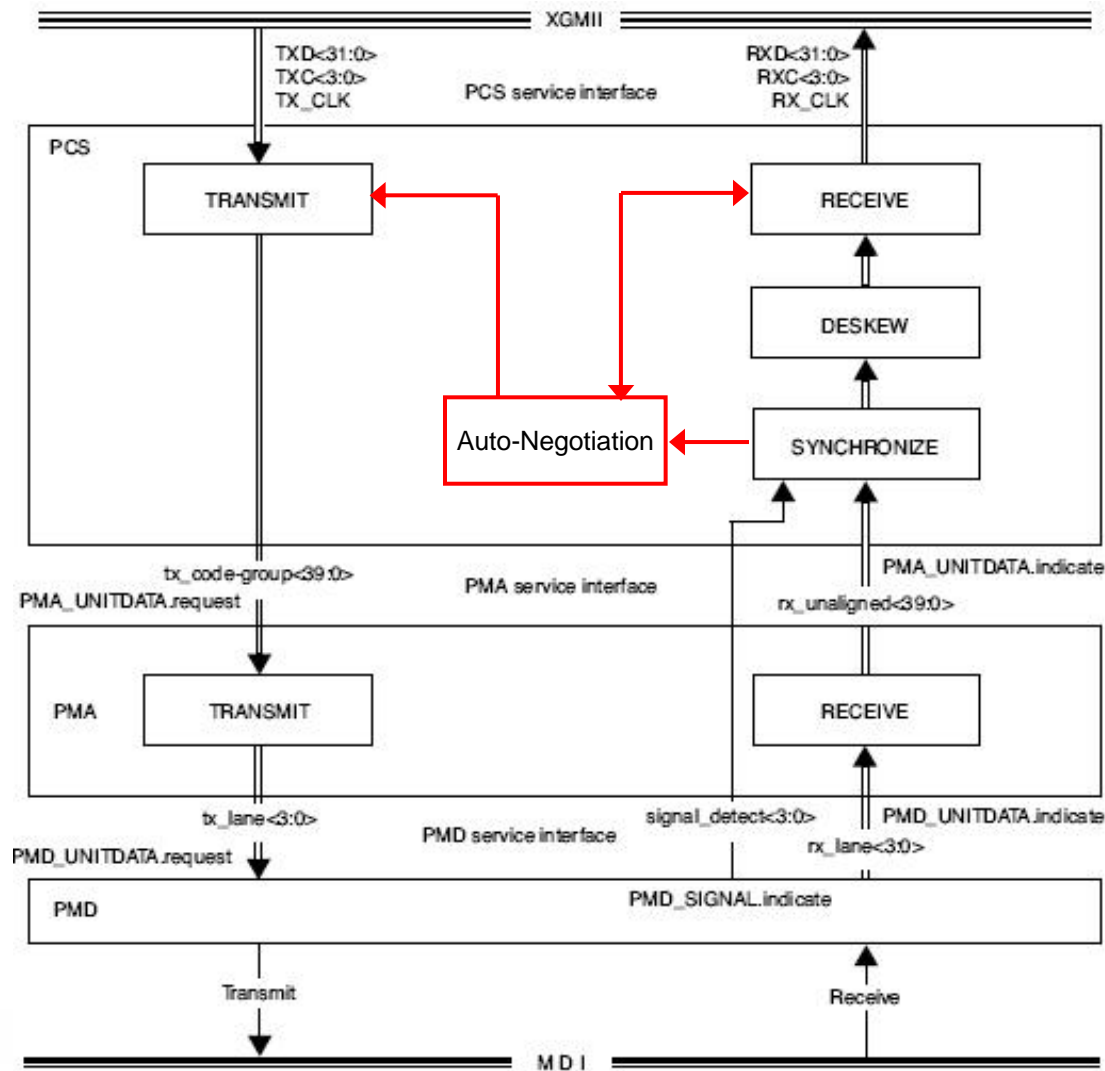 XGMII
TXD<31:0>
TXC<3:0>
TX_CLK
PCS service interface
RXD<31:0>
RXC<3:0>
RX_CLK
PCS
TRANSMIT
RECEIVE
DESKEW
Auto-Negotiation
SYNCHRONIZE
tx_code-group<39:0>
PMA_UNITDATA.request
PMA service interface
PMA_UNITDATA.indicate
rx_unaligned<39:0>
PMA
TRANSMIT
RECEIVE
tx_lane<3:0>
PMD_UNITDATA.request
PMD service interface
signal_detect<3:0>
PMD_UNITDATA.indicate
rx_lane<3:0>
PMD
PMD_SIGNAL.indicate
Transmit
Receive
MDI